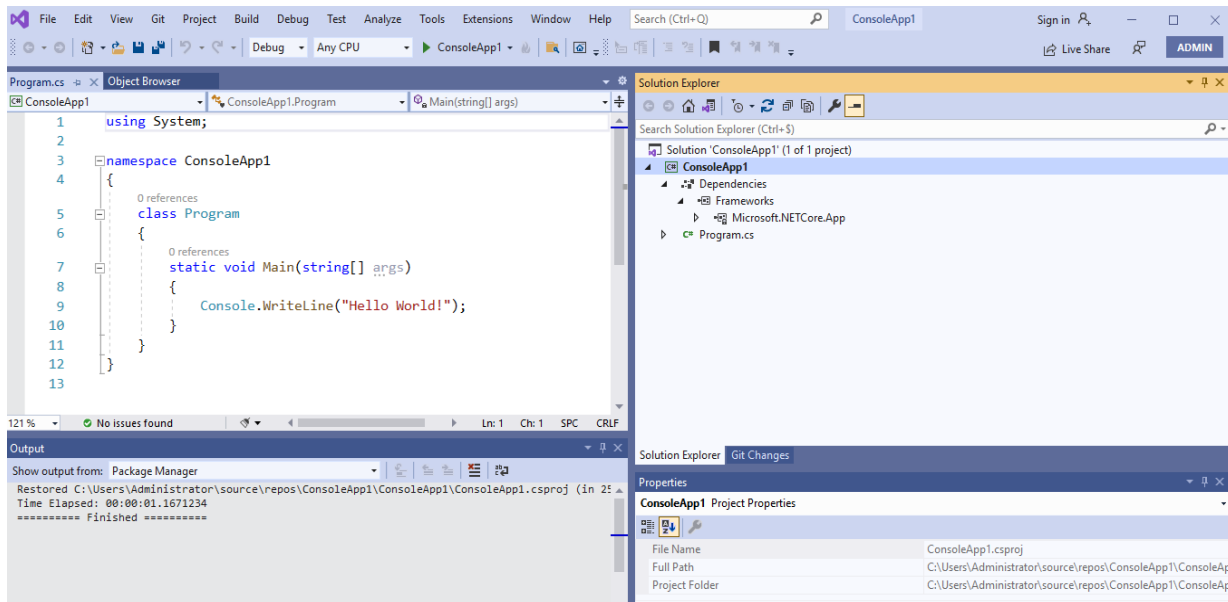 File Edit View Git Project Build Debug Test Analyze Tools Extensions Window Help Search (Ctrl+Q) ConsoleApp1 Sign in
Debug Any CPU ConsoleApp1 Live Share ADMIN
Program.cs Object Browser
ConsoleApp1 ConsoleApp1.Program Main(string[] args)
1 using System;
2
3 namespace ConsoleApp1
4 {
0 references
5 class Program
6 {
0 references
7 static void Main(string[] args)
8 {
9 Console.WriteLine("Hello World!");
10 }
11 }
12 }
13
121 % No issues found Ln: 1 Ch: 1 SPC CRLF
Output
Show output from: Package Manager
Restored C:\Users\Administrator\source\repos\ConsoleApp1\ConsoleApp1\ConsoleApp1.csproj (in 25
Time Elapsed: 00:00:01.1671234
========== Finished ==========
Solution Explorer
Search Solution Explorer (Ctrl+$)
Solution 'ConsoleApp1' (1 of 1 project)
C# ConsoleApp1
Dependencies
Frameworks
Microsoft.NETCore.App
C# Program.cs
Solution Explorer Git Changes
Properties
ConsoleApp1 Project Properties
File Name ConsoleApp1.csproj
Full Path C:\Users\Administrator\source\repos\ConsoleApp1\ConsoleAp
Project Folder C:\Users\Administrator\source\repos\ConsoleApp1\ConsoleAp